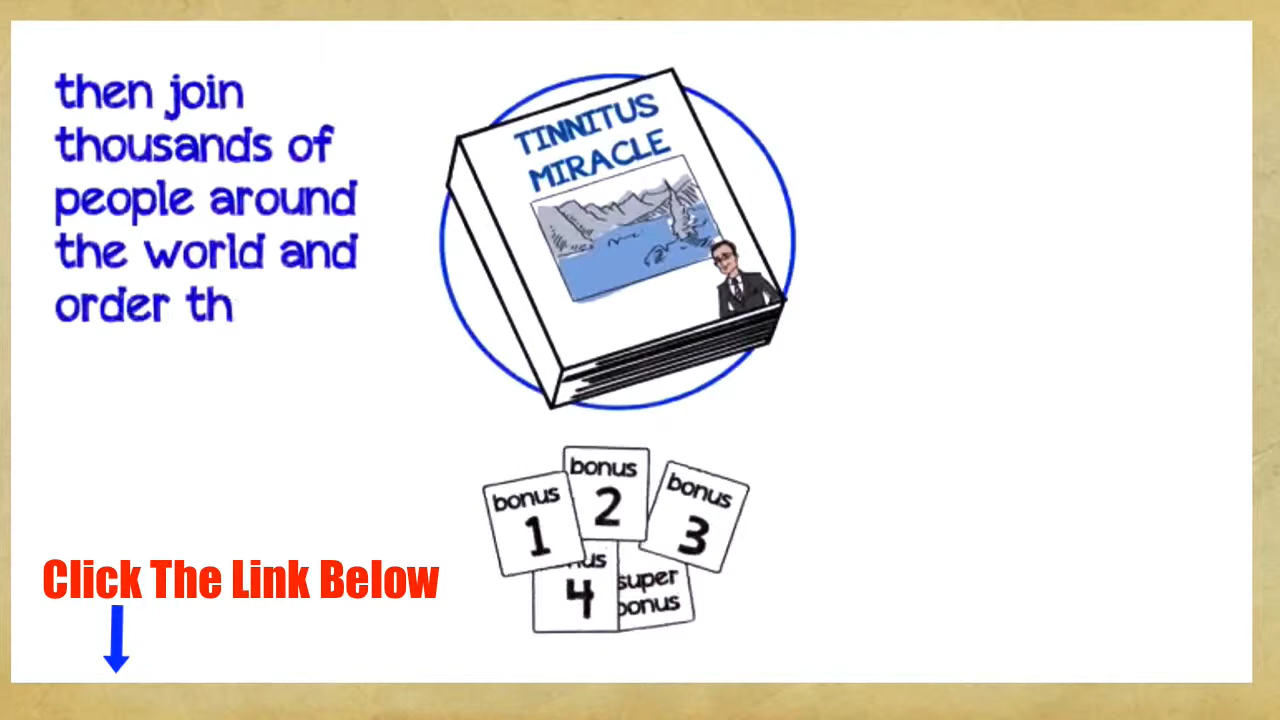 then join
thousands of
people around
the world and
order th
TINNITUS
MIRACLE
bonus
1
bonus
2
bonus
3
nus
4
super
bonus
Click The Link Below